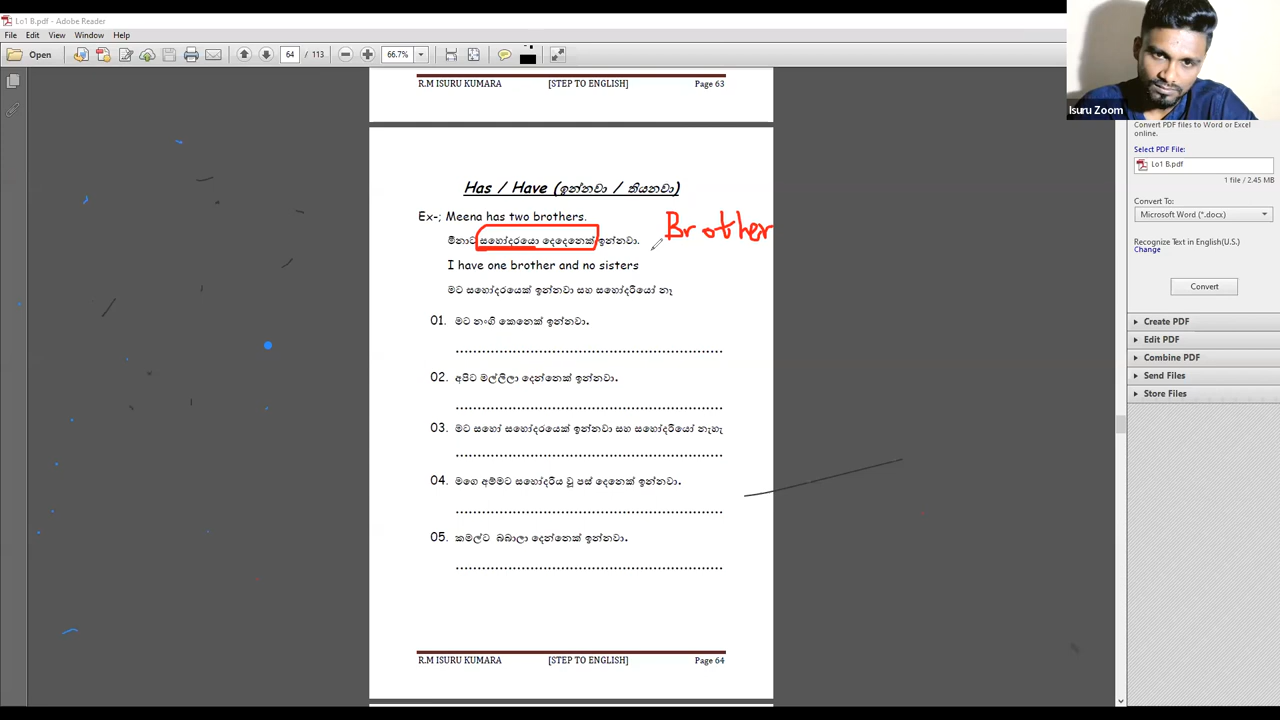 Lo1 B.pdf - Adobe Reader
File Edit View Window Help
Open 64 / 113 66.7%
R.M ISURU KUMARA [STEP TO ENGLISH] Page 63
Isuru Zoom
Convert PDF files to Word or Excel
online.
Select PDF File:
Lo1 B.pdf
1 file / 2.45 MB
Convert To:
Microsoft Word (*.docx)
Recognize Text in English(U.S.)
Change
Convert
Create PDF
Edit PDF
Combine PDF
Send Files
Store Files
Has / Have (ඉන්නවා / තියනවා)
Ex-; Meena has two brothers.
Brother
මීනාට සහෝදරයො දෙදෙනෙක් ඉන්නවා.
I have one brother and no sisters
මට සහෝදරයෙක් ඉන්නවා සහ සහෝදරියෝ නෑ
01. මට නංගි කෙනෙක් ඉන්නවා.
02. අපිට මල්ලිලා දෙන්නෙක් ඉන්නවා.
03. මට සහෝ සහෝදරයෙක් ඉන්නවා සහ සහෝදරියෝ නැහැ
04. මගෙ අම්මට සහෝදරිය වූ පස් දෙනෙක් ඉන්නවා.
05. කමල්ට බබාලා දෙන්නෙක් ඉන්නවා.
R.M ISURU KUMARA [STEP TO ENGLISH] Page 64